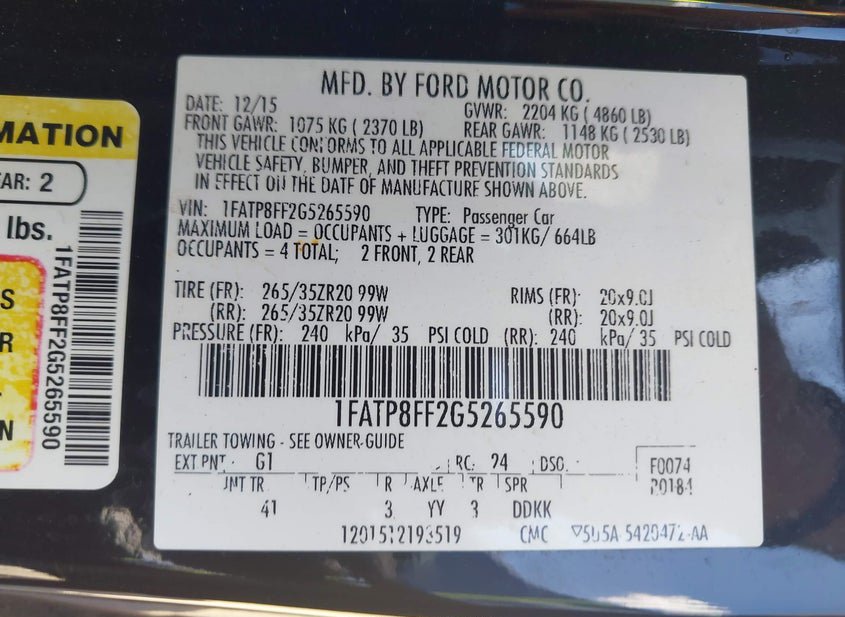 MATION
AR: 2
lbs.
S
R
N
1FATP8FF2G5265590
MFD. BY FORD MOTOR CO.
DATE: 12/15 GVWR: 2204 KG ( 4860 LB)
FRONT GAWR: 1075 KG ( 2370 LB) REAR GAWR: 1148 KG ( 2530 LB)
THIS VEHICLE CONFORMS TO ALL APPLICABLE FEDERAL MOTOR
VEHICLE SAFETY, BUMPER, AND THEFT PREVENTION STANDARDS
IN EFFECT ON THE DATE OF MANUFACTURE SHOWN ABOVE.
VIN: 1FATP8FF2G5265590 TYPE: Passenger Car
MAXIMUM LOAD = OCCUPANTS + LUGGAGE = 301KG/ 664LB
OCCUPANTS = 4 TOTAL; 2 FRONT, 2 REAR
TIRE (FR): 265/35ZR20 99W RIMS (FR): 20x9.0J
(RR): 265/35ZR20 99W (RR): 20x9.0J
PRESSURE (FR): 240 kPa/ 35 PSI COLD (RR): 240 kPa/ 35 PSI COLD
1FATP8FF2G5265590
TRAILER TOWING - SEE OWNER GUIDE
EXT PNT: G1 RC: 24 DSO: F0074
INT TR TP/PS R AXLE TR SPR R0184
41 3 YY 3 DDKK
1201512193519 CMC 5U5A-5420472-AA